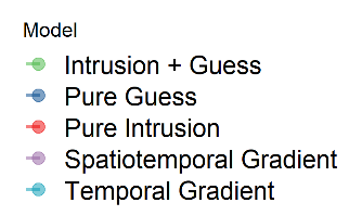 Model
Intrusion + Guess
Pure Guess
Pure Intrusion
Spatiotemporal Gradient
Temporal Gradient